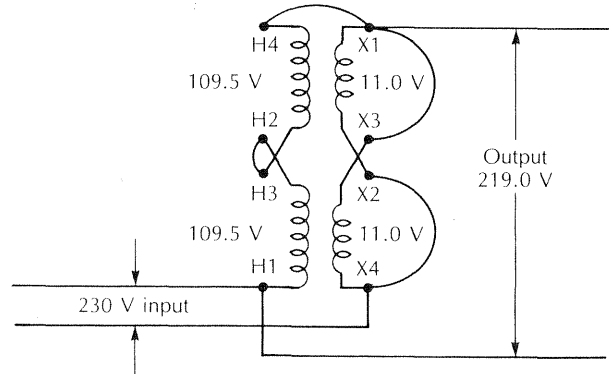 H4
X1
109.5 V
11.0 V
H2
X3
Output
219.0 V
H3
X2
109.5 V
11.0 V
H1
X4
230 V input